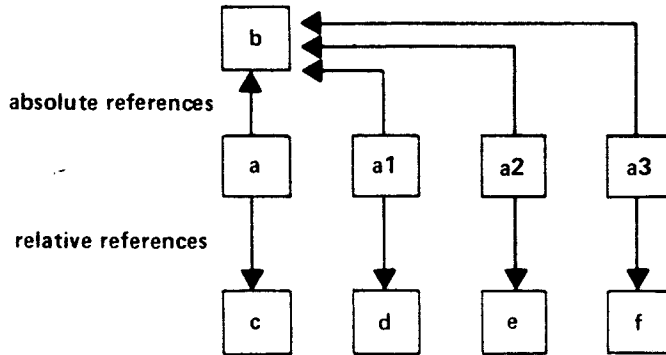 b
absolute references
a a1 a2 a3
relative references
c d e f